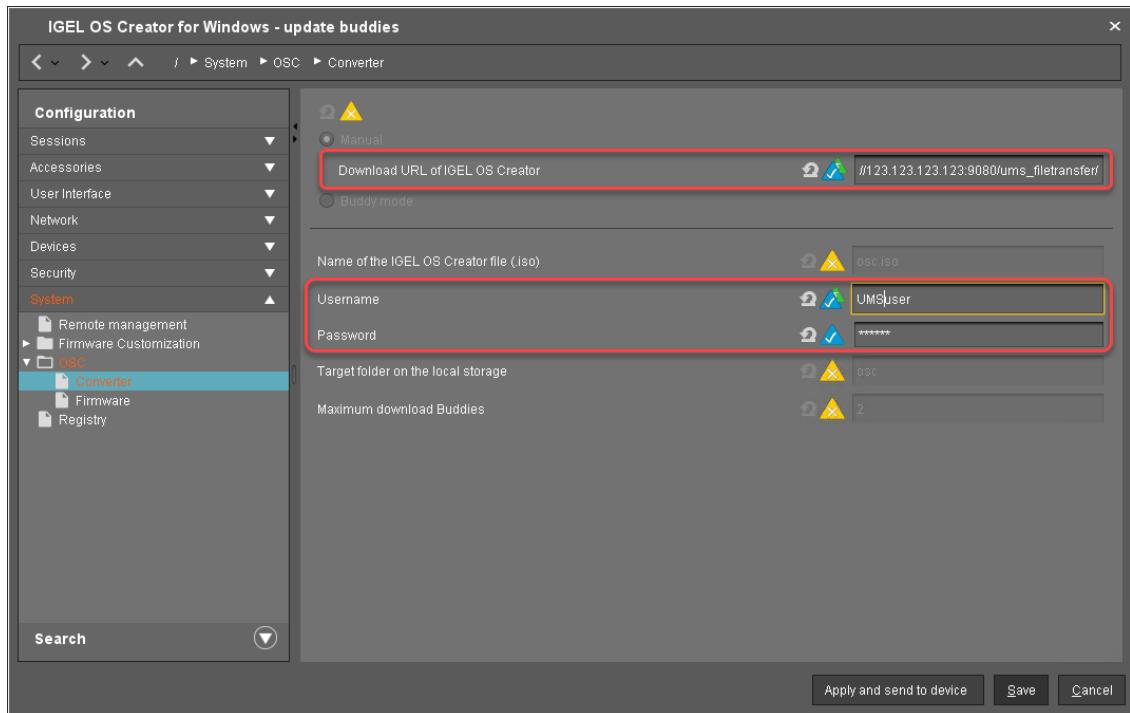 IGEL OS Creator for Windows - update buddies
/ System OSC Converter
Configuration
Sessions
Accessories
User Interface
Network
Devices
Security
System
Remote management
Firmware Customization
OSC
Converter
Firmware
Registry
Search
Manual
Download URL of IGEL OS Creator //123.123.123.123:9080/ums_filetransfer/
Buddy mode
Name of the IGEL OS Creator file (.iso) osc.iso
Username UMSuser
Password ******
Target folder on the local storage osc
Maximum download Buddies 2
Apply and send to device Save Cancel